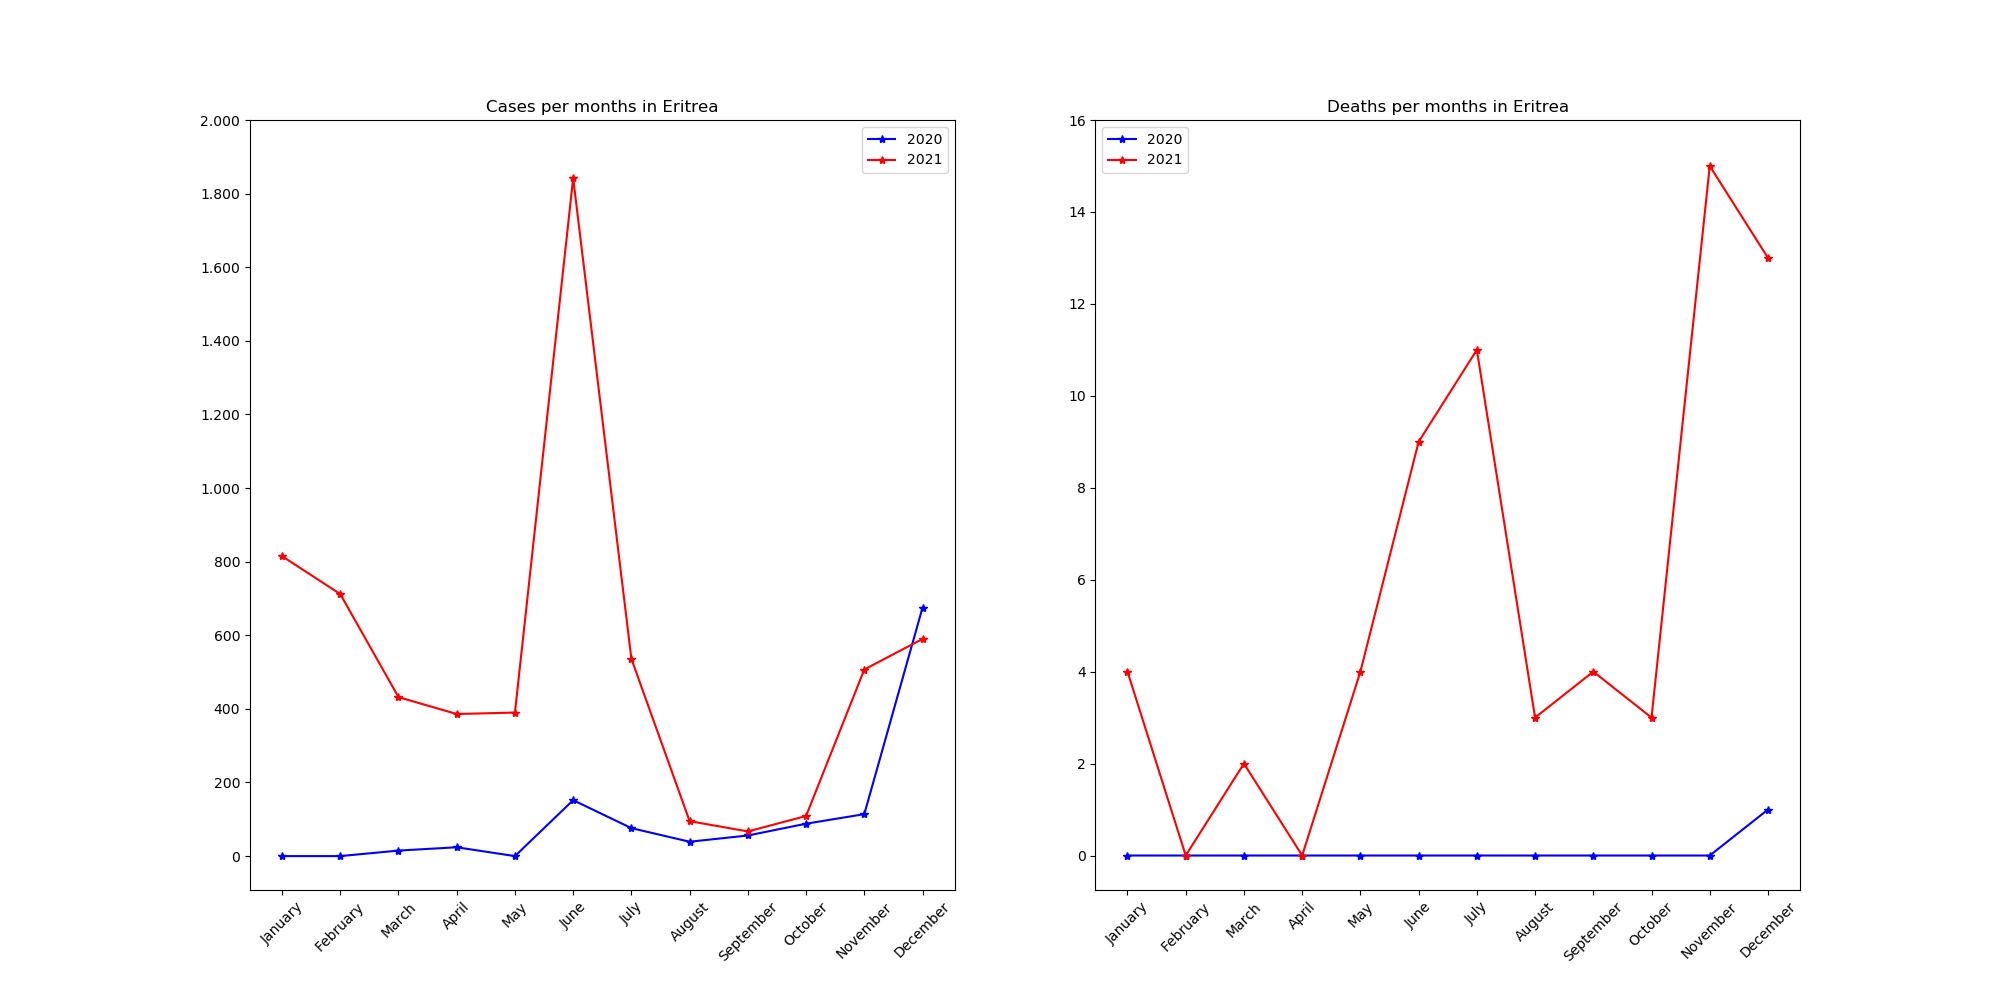 Cases per months in Eritrea
2.000
1.800
1.600
1.400
1.200
1.000
800
600
400
200
0
2020
2021
January
February
March
April
May
June
July
August
September
October
November
December
Deaths per months in Eritrea
16
14
12
10
8
6
4
2
0
2020
2021
January
February
March
April
May
June
July
August
September
October
November
December